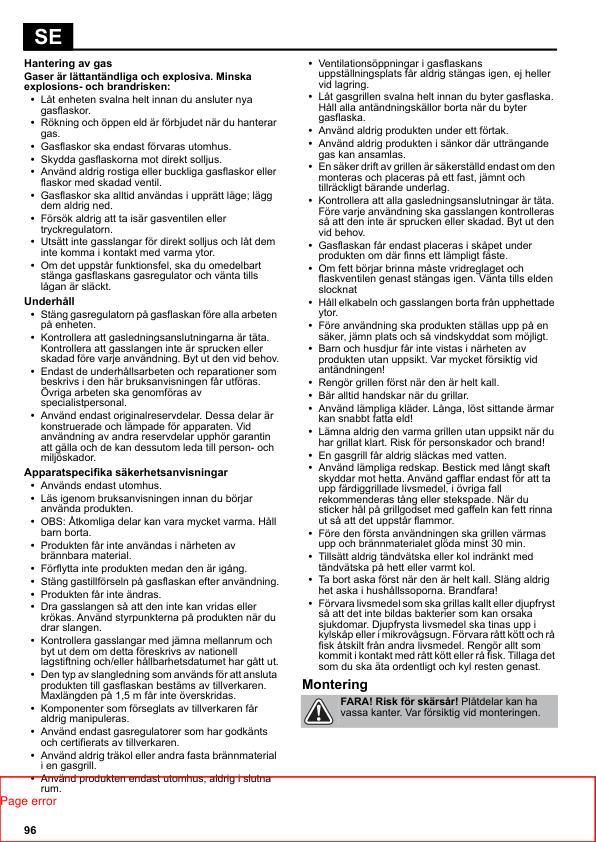 SE
Hantering av gas
Gaser är lättantändliga och explosiva. Minska
explosions- och brandrisken:
• Låt enheten svalna helt innan du ansluter nya
gasflaskor.
• Rökning och öppen eld är förbjudet när du hanterar
gas.
• Gasflaskor ska endast förvaras utomhus.
• Skydda gasflaskorna mot direkt solljus.
• Använd aldrig rostiga eller buckliga gasflaskor eller
flaskor med skadad ventil.
• Gasflaskor ska alltid användas i upprätt läge; lägg
dem aldrig ned.
• Försök aldrig att ta isär gasventilen eller
tryckregulatorn.
• Utsätt inte gasslangar för direkt solljus och låt dem
inte komma i kontakt med varma ytor.
• Om det uppstår funktionsfel, ska du omedelbart
stänga gasflaskans gasregulator och vänta tills
lågan är släckt.
Underhåll
• Stäng gasregulatorn på gasflaskan före alla arbeten
på enheten.
• Kontrollera att gasledningsanslutningarna är täta.
Kontrollera att gasslangen inte är sprucken eller
skadad före varje användning. Byt ut den vid behov.
• Endast de underhållsarbeten och reparationer som
beskrivs i den här bruksanvisningen får utföras.
Övriga arbeten ska genomföras av
specialistpersonal.
• Använd endast originalreservdelar. Dessa delar är
konstruerade och lämpade för apparaten. Vid
användning av andra reservdelar upphör garantin
att gälla och de kan dessutom leda till person- och
miljöskador.
Apparatspecifika säkerhetsanvisningar
• Används endast utomhus.
• Läs igenom bruksanvisningen innan du börjar
använda produkten.
• OBS: Åtkomliga delar kan vara mycket varma. Håll
barn borta.
• Produkten får inte användas i närheten av
brännbara material.
• Förflytta inte produkten medan den är igång.
• Stäng gastillförseln på gasflaskan efter användning.
• Produkten får inte ändras.
• Dra gasslangen så att den inte kan vridas eller
krökas. Använd styrpunkterna på produkten när du
drar slangen.
• Kontrollera gasslangar med jämna mellanrum och
byt ut dem om detta föreskrivs av nationell
lagstiftning och/eller hållbarhetsdatumet har gått ut.
• Den typ av slangledning som används för att ansluta
produkten till gasflaskan bestäms av tillverkaren.
Maxlängden på 1,5 m får inte överskridas.
• Komponenter som förseglats av tillverkaren får
aldrig manipuleras.
• Använd endast gasregulatorer som har godkänts
och certifierats av tillverkaren.
• Använd aldrig träkol eller andra fasta brännmaterial
i en gasgrill.
• Använd produkten endast utomhus, aldrig i slutna
rum.
• Ventilationsöppningar i gasflaskans
uppställningsplats får aldrig stängas igen, ej heller
vid lagring.
• Låt gasgrillen svalna helt innan du byter gasflaska.
Håll alla antändningskällor borta när du byter
gasflaska.
• Använd aldrig produkten under ett förtak.
• Använd aldrig produkten i sänkor där utträngande
gas kan ansamlas.
• En säker drift av grillen är säkerställd endast om den
monteras och placeras på ett fast, jämnt och
tillräckligt bärande underlag.
• Kontrollera att alla gasledningsanslutningar är täta.
Före varje användning ska gasslangen kontrolleras
så att den inte är sprucken eller skadad. Byt ut den
vid behov.
• Gasflaskan får endast placeras i skåpet under
produkten om där finns ett lämpligt fäste.
• Om fett börjar brinna måste vridreglaget och
flaskventilen genast stängas igen. Vänta tills elden
slocknat
• Håll elkabeln och gasslangen borta från upphettade
ytor.
• Före användning ska produkten ställas upp på en
säker, jämn plats och så vindskyddat som möjligt.
• Barn och husdjur får inte vistas i närheten av
produkten utan uppsikt. Var mycket försiktig vid
antändningen!
• Rengör grillen först när den är helt kall.
• Bär alltid handskar när du grillar.
• Använd lämpliga kläder. Långa, löst sittande ärmar
kan snabbt fatta eld!
• Lämna aldrig den varma grillen utan uppsikt när du
har grillat klart. Risk för personskador och brand!
• En gasgrill får aldrig släckas med vatten.
• Använd lämpliga redskap. Bestick med långt skaft
skyddar mot hetta. Använd gafflar endast för att ta
upp färdiggrillade livsmedel, i övriga fall
rekommenderas tång eller stekspade. När du
sticker hål på grillgodset med gaffeln kan fett rinna
ut så att det uppstår flammor.
• Före den första användningen ska grillen värmas
upp och brännmaterialet glöda minst 30 min.
• Tillsätt aldrig tändvätska eller kol indränkt med
tändvätska på hett eller varmt kol.
• Ta bort aska först när den är helt kall. Släng aldrig
het aska i hushållssoporna. Brandfara!
• Förvara livsmedel som ska grillas kallt eller djupfryst
så att det inte bildas bakterier som kan orsaka
sjukdomar. Djupfrysta livsmedel ska tinas upp i
kylskåp eller i mikrovågsugn. Förvara rått kött och rå
fisk åtskilt från andra livsmedel. Rengör allt som
kommit i kontakt med rått kött eller rå fisk. Tillaga det
som du ska äta ordentligt och kyl resten genast.
Montering
FARA! Risk för skärsår! Plåtdelar kan ha
vassa kanter. Var försiktig vid monteringen.
Page error
96